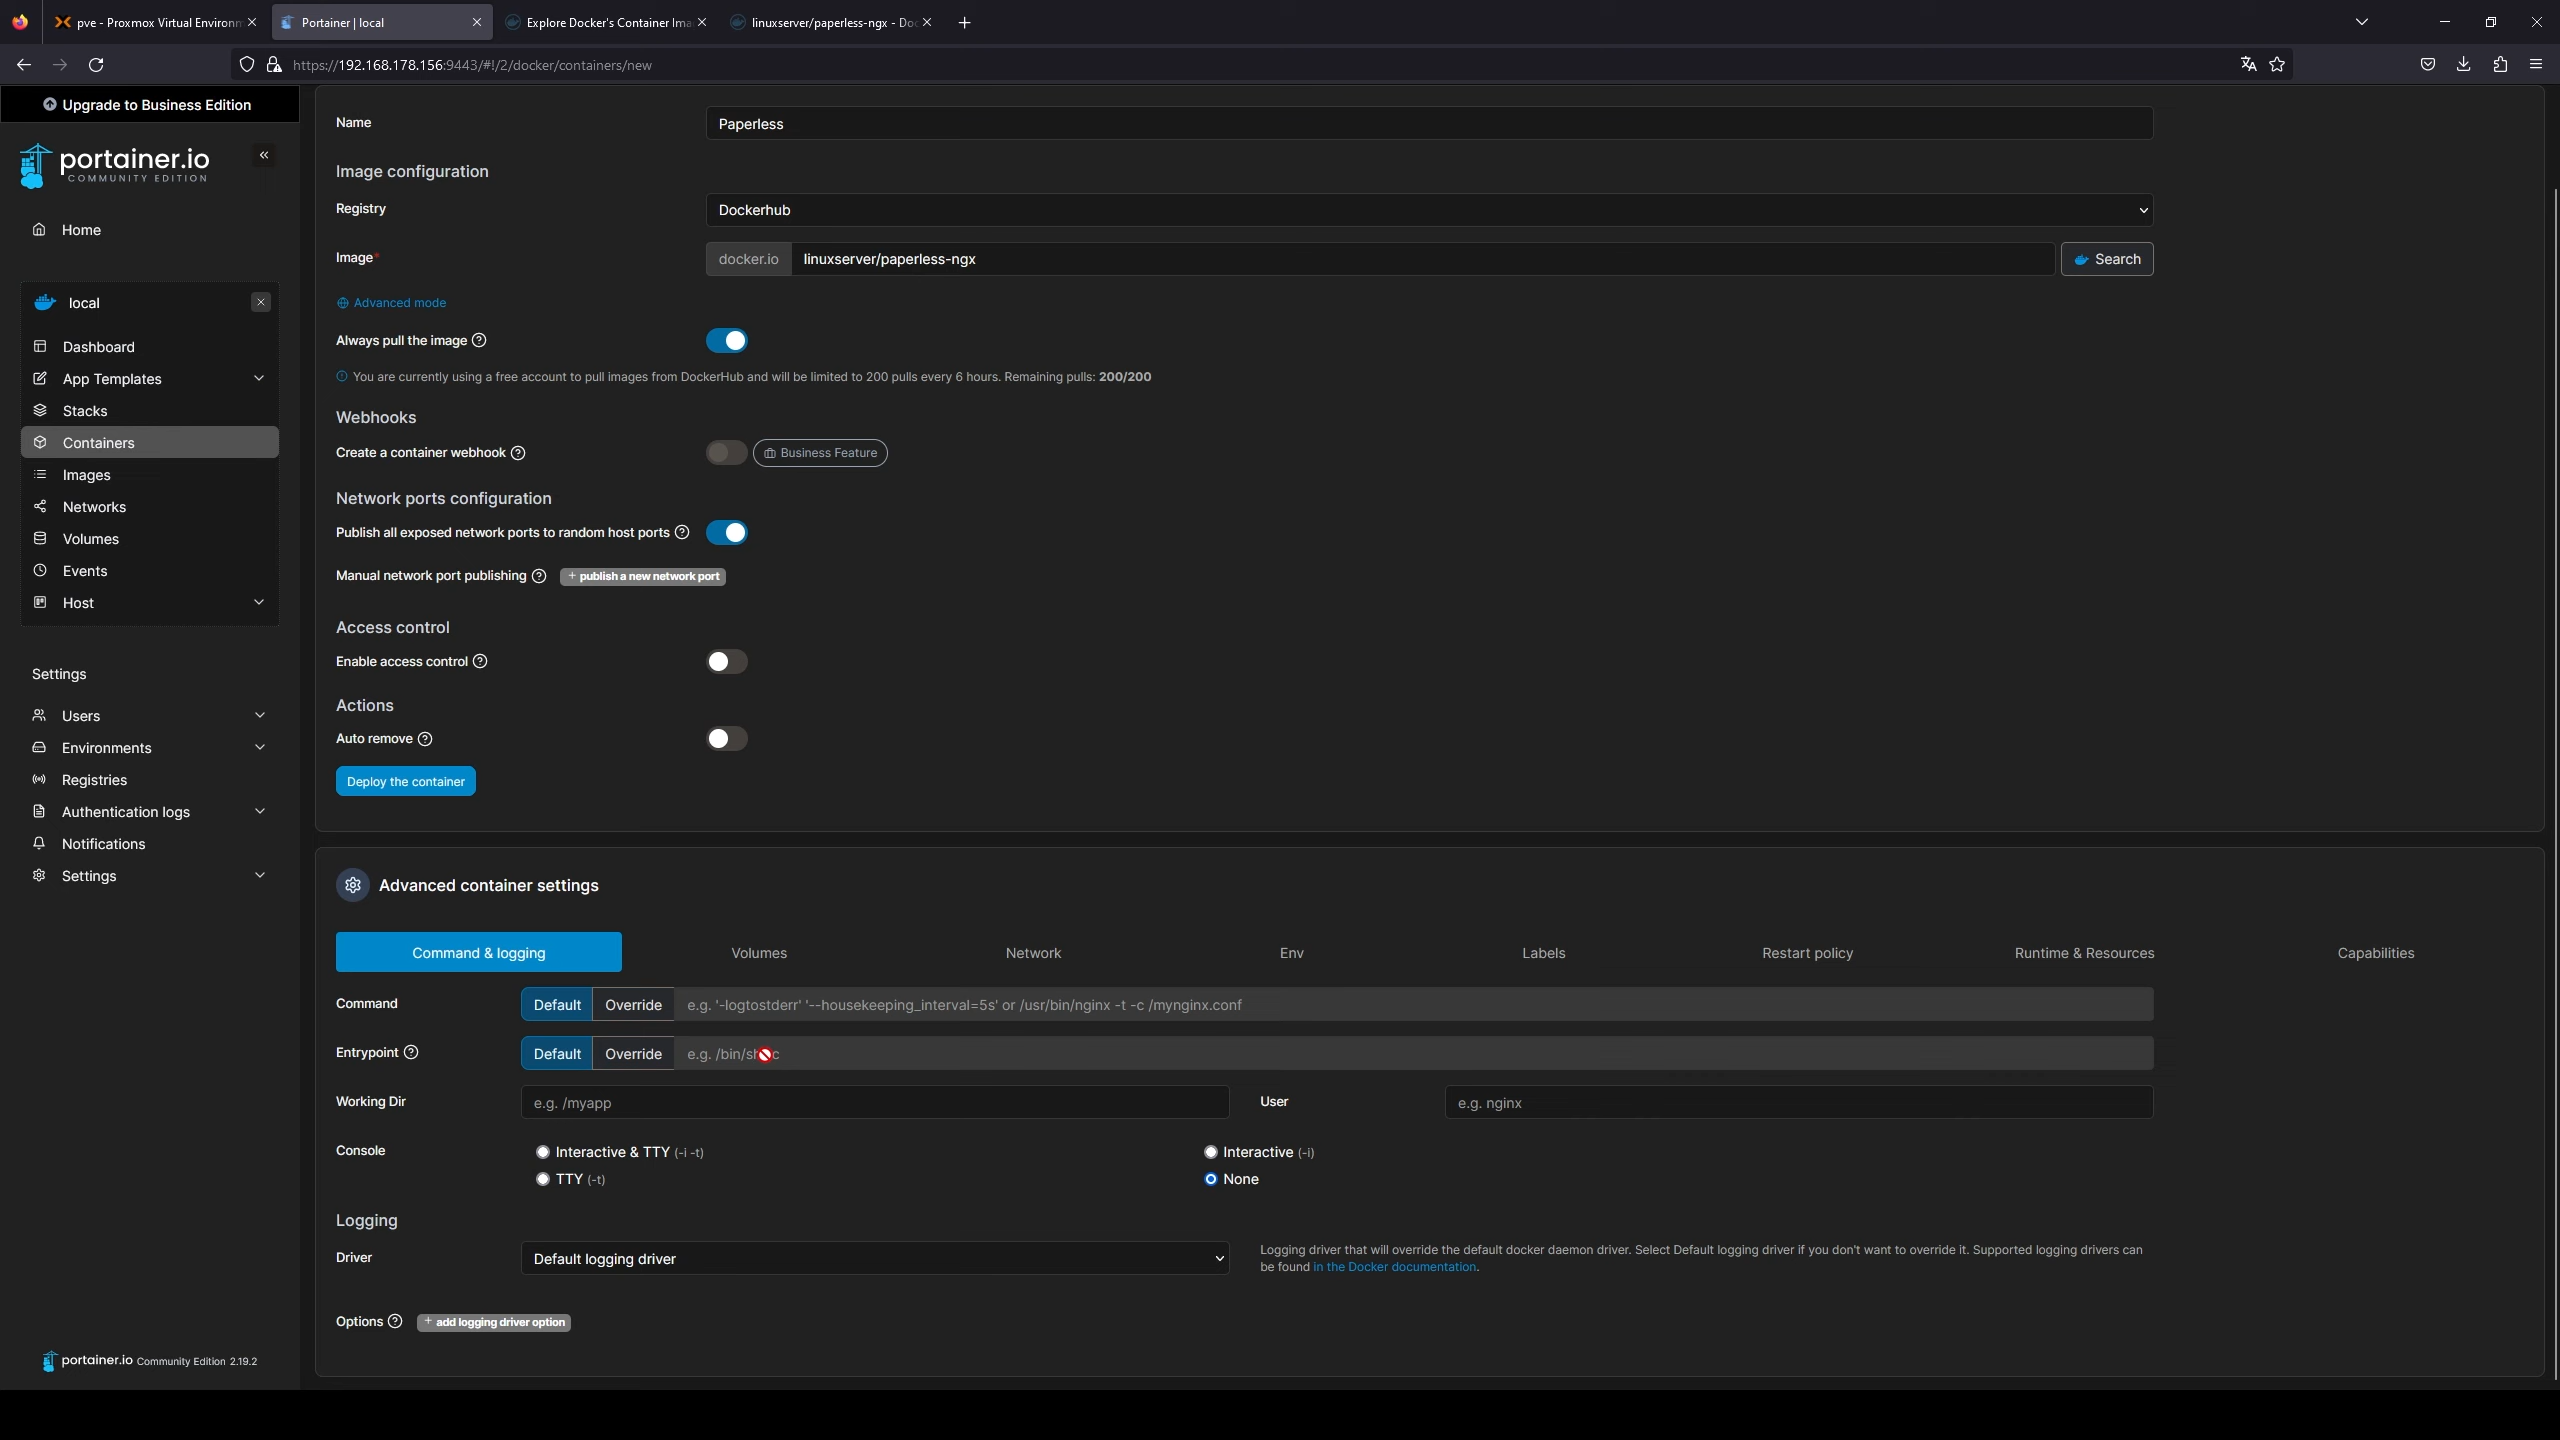 pve - Proxmox Virtual Environm
Portainer | local
Explore Docker's Container Ima
linuxserver/paperless-ngx - Doc
https://192.168.178.156:9443/#!/2/docker/containers/new
Upgrade to Business Edition
portainer.io
COMMUNITY EDITION
Home
local
Dashboard
App Templates
Stacks
Containers
Images
Networks
Volumes
Events
Host
Settings
Users
Environments
Registries
Authentication logs
Notifications
Settings
portainer.io Community Edition 2.19.2
Name
Paperless
Image configuration
Registry
Dockerhub
Image*
docker.io
linuxserver/paperless-ngx
Search
Advanced mode
Always pull the image
You are currently using a free account to pull images from DockerHub and will be limited to 200 pulls every 6 hours. Remaining pulls: 200/200
Webhooks
Create a container webhook
Business Feature
Network ports configuration
Publish all exposed network ports to random host ports
Manual network port publishing
+ publish a new network port
Access control
Enable access control
Actions
Auto remove
Deploy the container
Advanced container settings
Command & logging
Volumes
Network
Env
Labels
Restart policy
Runtime & Resources
Capabilities
Command
Default
Override
e.g. '-logtostderr' '--housekeeping_interval=5s' or /usr/bin/nginx -t -c /mynginx.conf
Entrypoint
Default
Override
e.g.
Working Dir
e.g. /myapp
User
e.g. nginx
Console
Interactive & TTY (-i -t)
Interactive (-i)
TTY (-t)
None
Logging
Driver
Default logging driver
Logging driver that will override the default docker daemon driver. Select Default logging driver if you don't want to override it. Supported logging drivers can
be found in the Docker documentation.
Options
+ add logging driver option